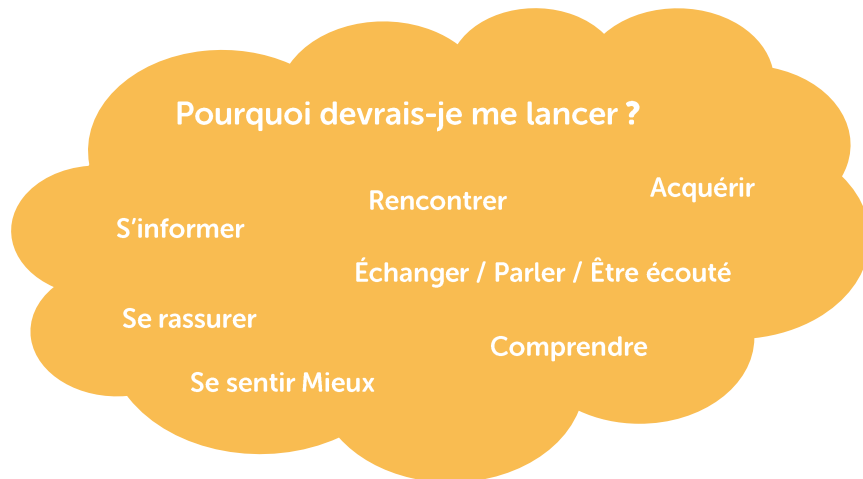 Pourquoi devrais-je me lancer ?
Acquérir
Rencontrer
S’informer
Échanger / Parler / Être écouté
Se rassurer
Comprendre
Se sentir Mieux